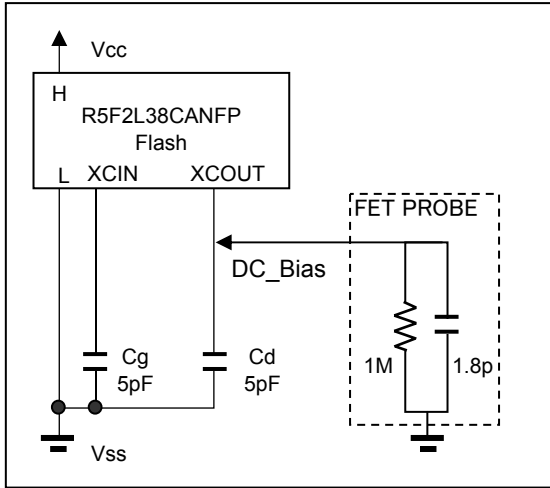 Vcc
H
R5F2L38CANFP
Flash
L XCIN XCOUT
FET PROBE
DC_Bias
Cg
5pF
Cd
5pF
1M
1.8p
Vss